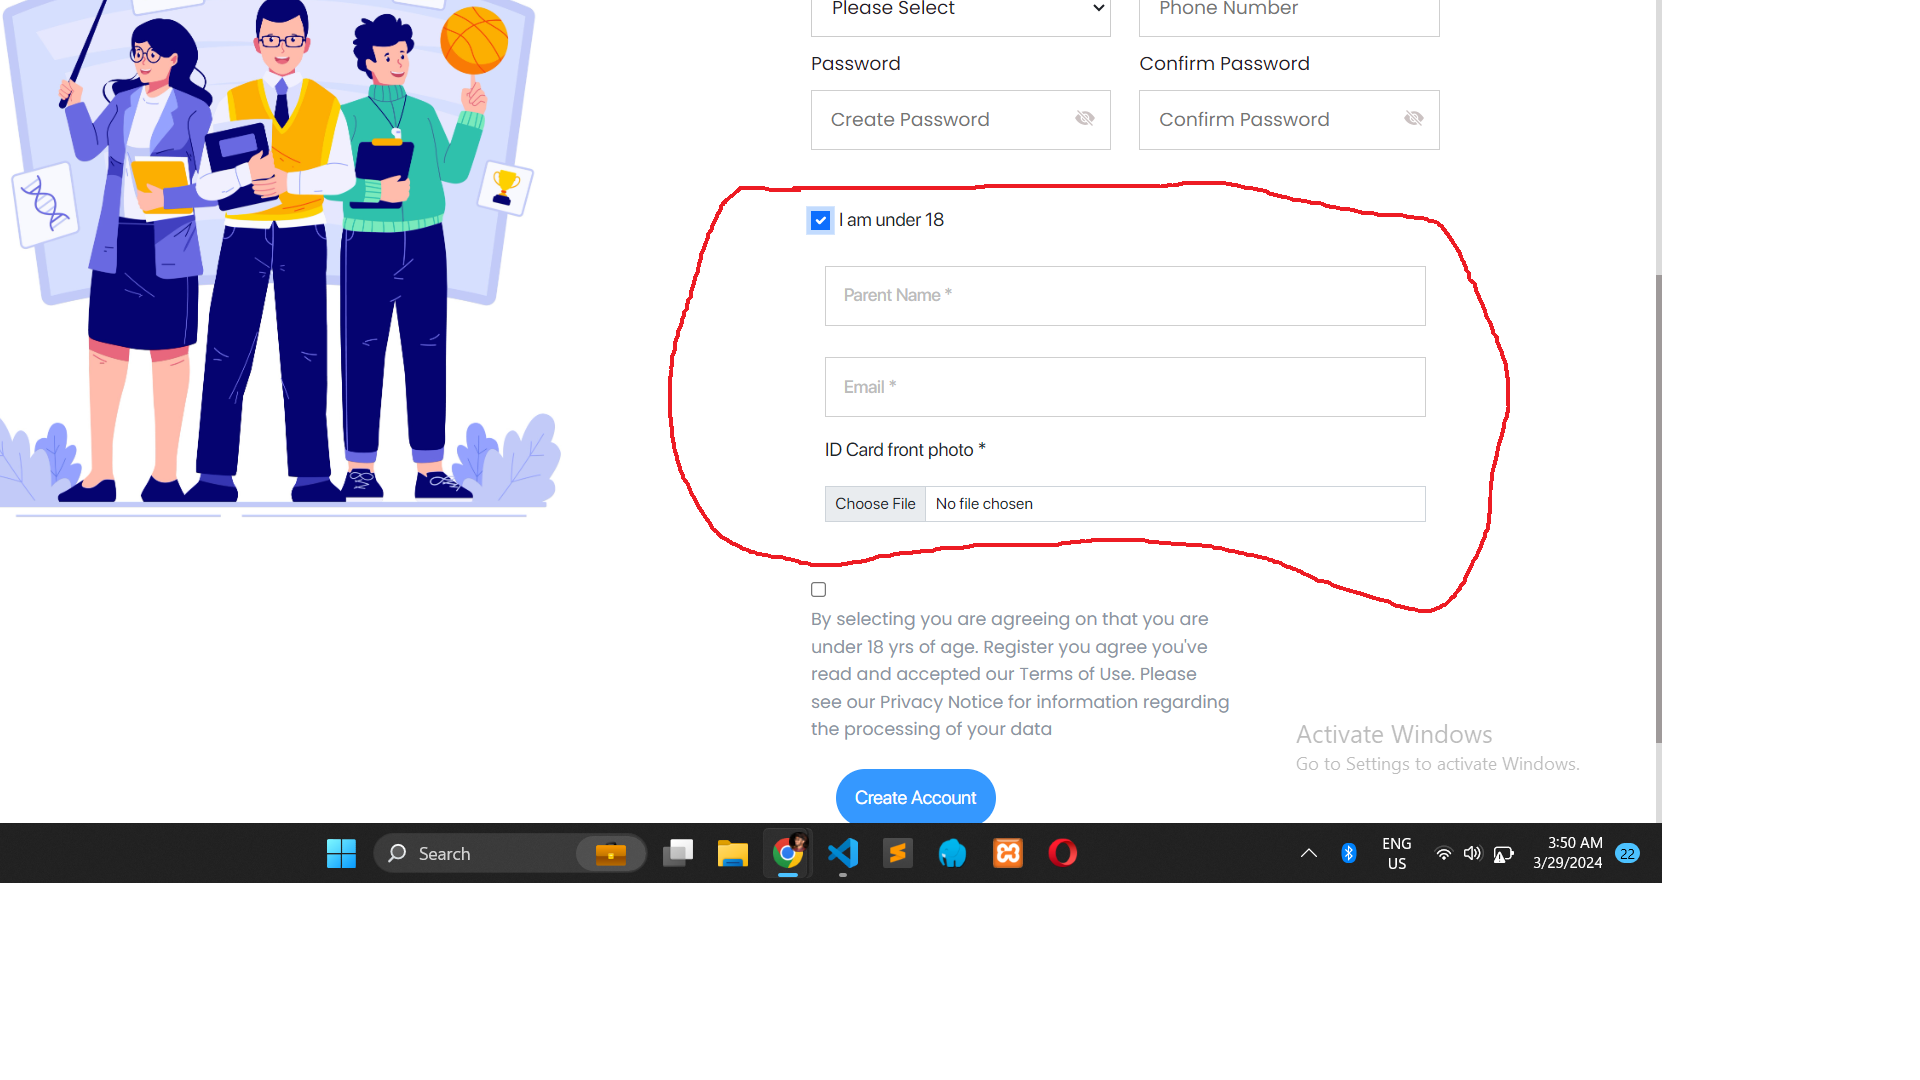 Please Select
Phone Number
Password
Confirm Password
Create Password
Confirm Password
I am under 18
Parent Name *
Email *
ID Card front photo *
Choose File No file chosen
By selecting you are agreeing on that you are
under 18 yrs of age. Register you agree you've
read and accepted our Terms of Use. Please
see our Privacy Notice for information regarding
the processing of your data
Create Account
Activate Windows
Go to Settings to activate Windows.
Search
ENG
US
3:50 AM
3/29/2024
22